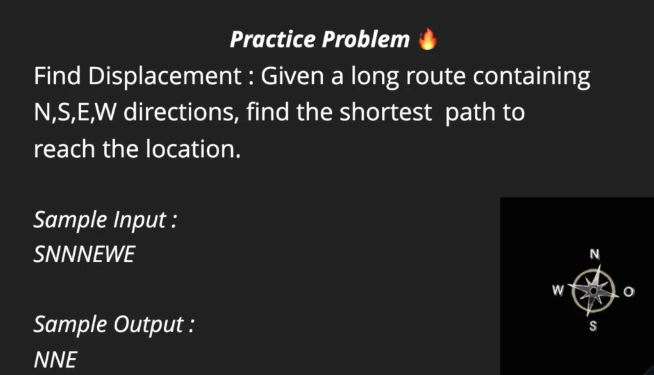 Practice Problem 🔥
Find Displacement : Given a long route containing
N,S,E,W directions, find the shortest path to
reach the location.
Sample Input :
SNNNEWE
Sample Output :
NNE
N
W O
S